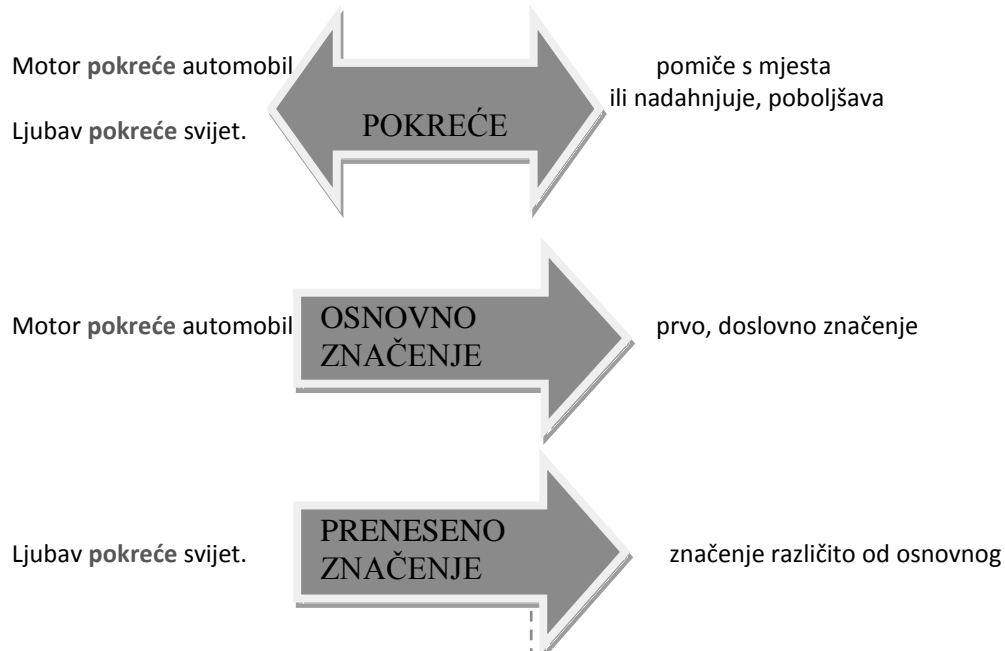 Motor pokreće automobil
Ljubav pokreće svijet.
POKREĆE
pomiče s mjesta
ili nadahnjuje, poboljšava
Motor pokreće automobil
OSNOVNO
ZNAČENJE
prvo, doslovno značenje
Ljubav pokreće svijet.
PRENESENO
ZNAČENJE
značenje različito od osnovnog